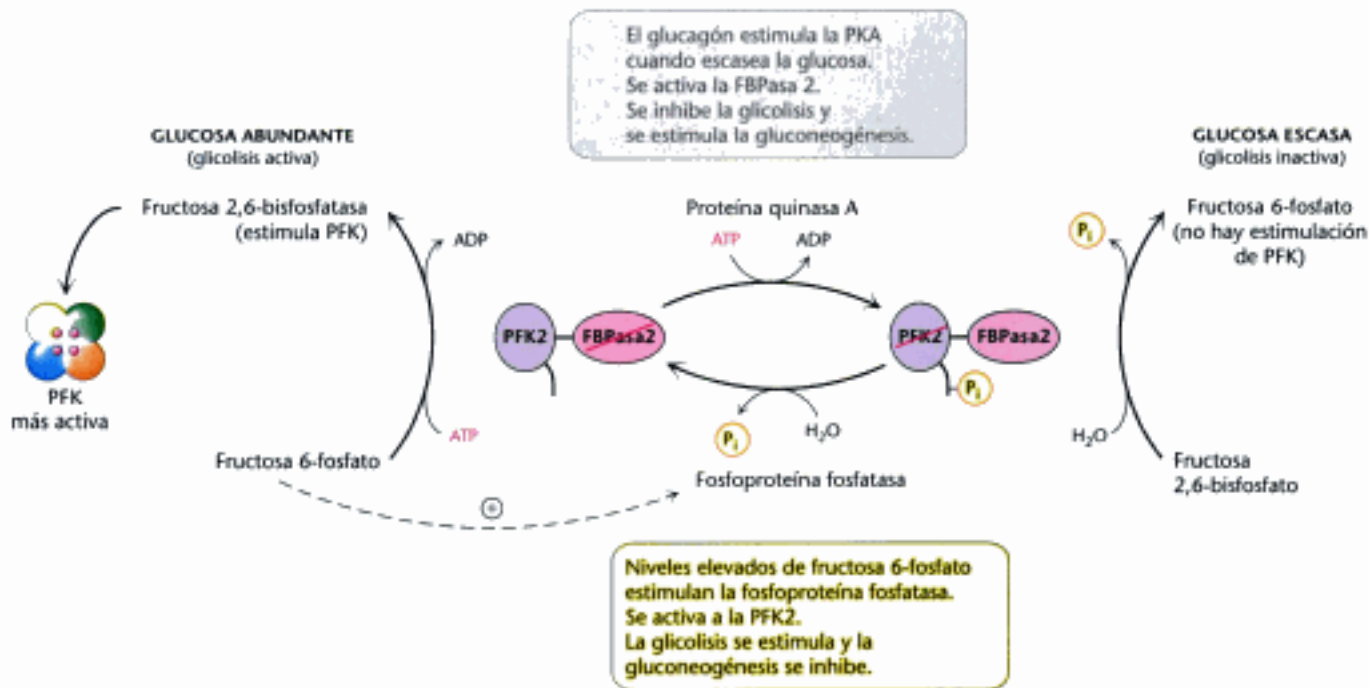 El glucagón estimula la PKA
cuando escasea la glucosa.
Se activa la FBPasa 2.
Se inhibe la glicolisis y
se estimula la gluconeogénesis.
GLUCOSA ABUNDANTE
(glicolisis activa)
GLUCOSA ESCASA
(glicolisis inactiva)
Fructosa 2,6-bisfosfatasa
(estimula PFK)
ADP
Proteína quinasa A
ATP
ADP
Pi
Fructosa 6-fosfato
(no hay estimulación
de PFK)
PFK2
FBPasa2
PFK2
FBPasa2
Pi
PFK
más activa
ATP
Pi
H2O
H2O
Fructosa 6-fosfato
Fosfoproteína fosfatasa
Fructosa
2,6-bisfosfato
+
Niveles elevados de fructosa 6-fosfato
estimulan la fosfoproteína fosfatasa.
Se activa a la PFK2.
La glicolisis se estimula y la
gluconeogénesis se inhibe.